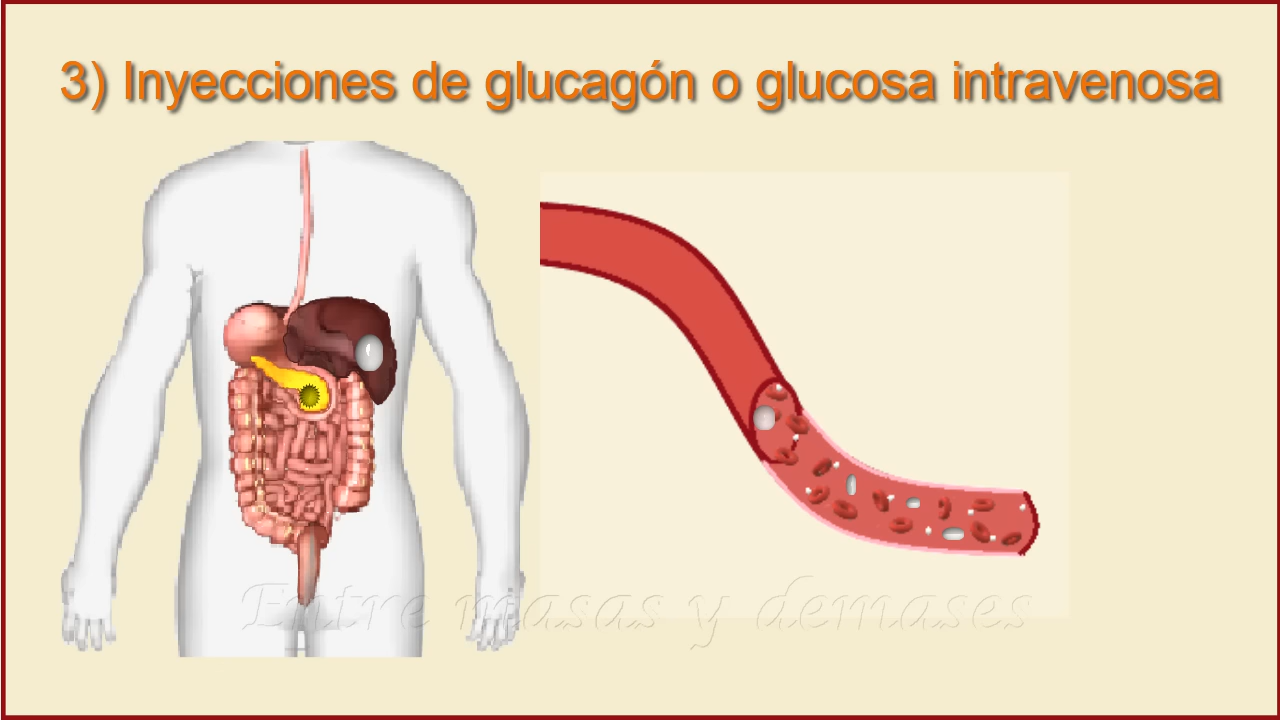 3) Inyecciones de glucagón o glucosa intravenosa
Entre masas y demases